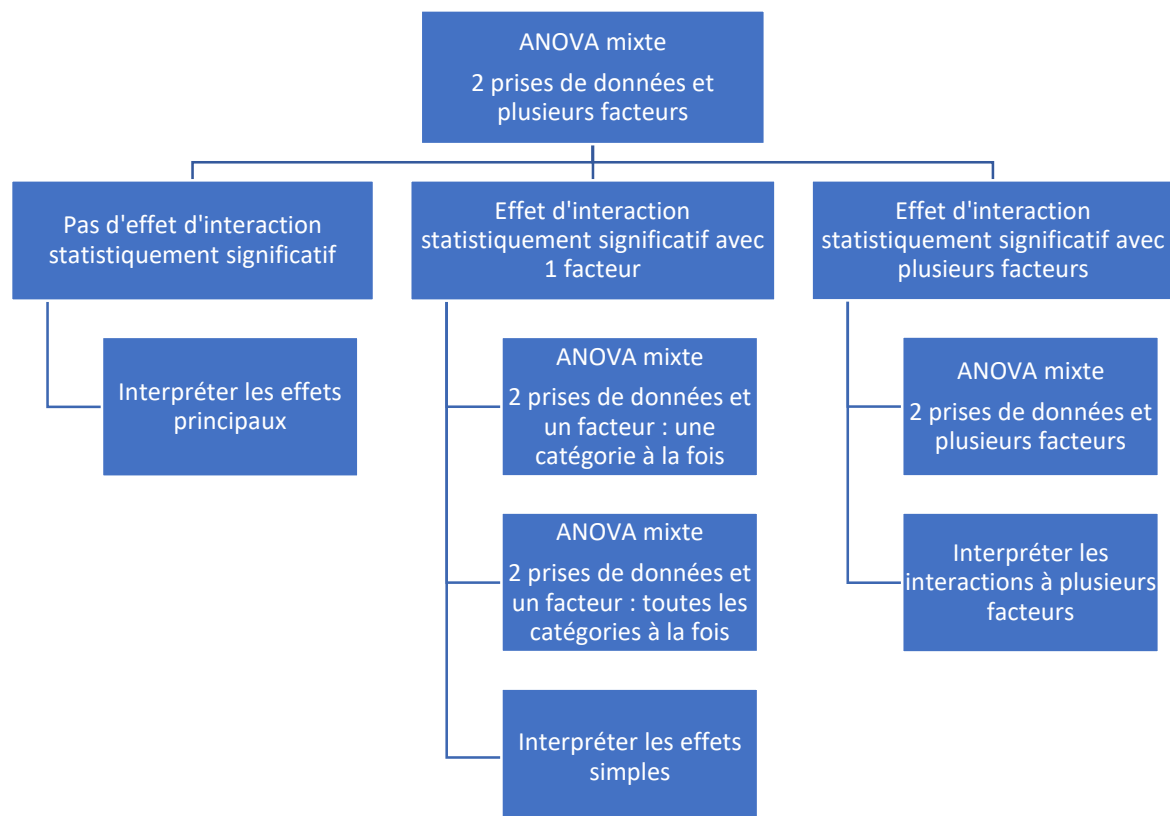 ANOVA mixte
2 prises de données et
plusieurs facteurs
Pas d'effet d'interaction
statistiquement significatif
Interpréter les effets
principaux
Effet d'interaction
statistiquement significatif avec
1 facteur
ANOVA mixte
2 prises de données et
un facteur : une
catégorie à la fois
ANOVA mixte
2 prises de données et
un facteur : toutes les
catégories à la fois
Interpréter les effets
simples
Effet d'interaction
statistiquement significatif avec
plusieurs facteurs
ANOVA mixte
2 prises de données et
plusieurs facteurs
Interpréter les
interactions à plusieurs
facteurs